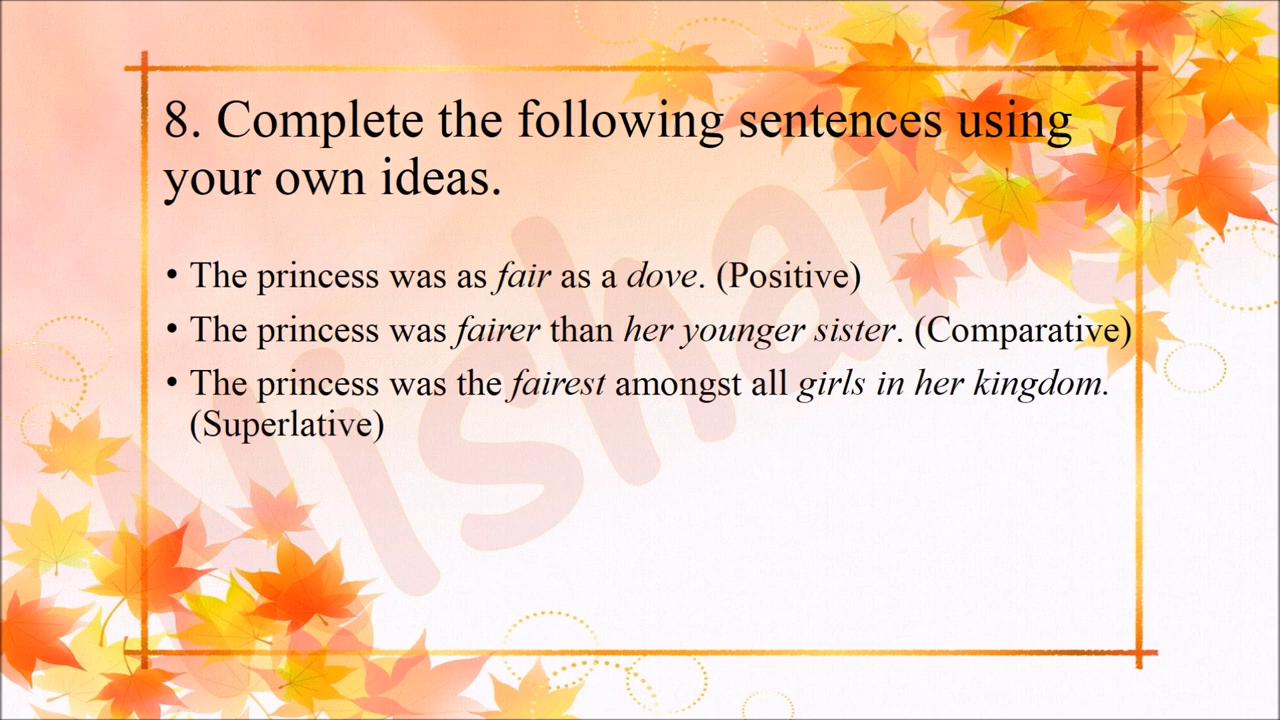 8. Complete the following sentences using
your own ideas.
• The princess was as fair as a dove. (Positive)
• The princess was fairer than her younger sister. (Comparative)
• The princess was the fairest amongst all girls in her kingdom.
(Superlative)